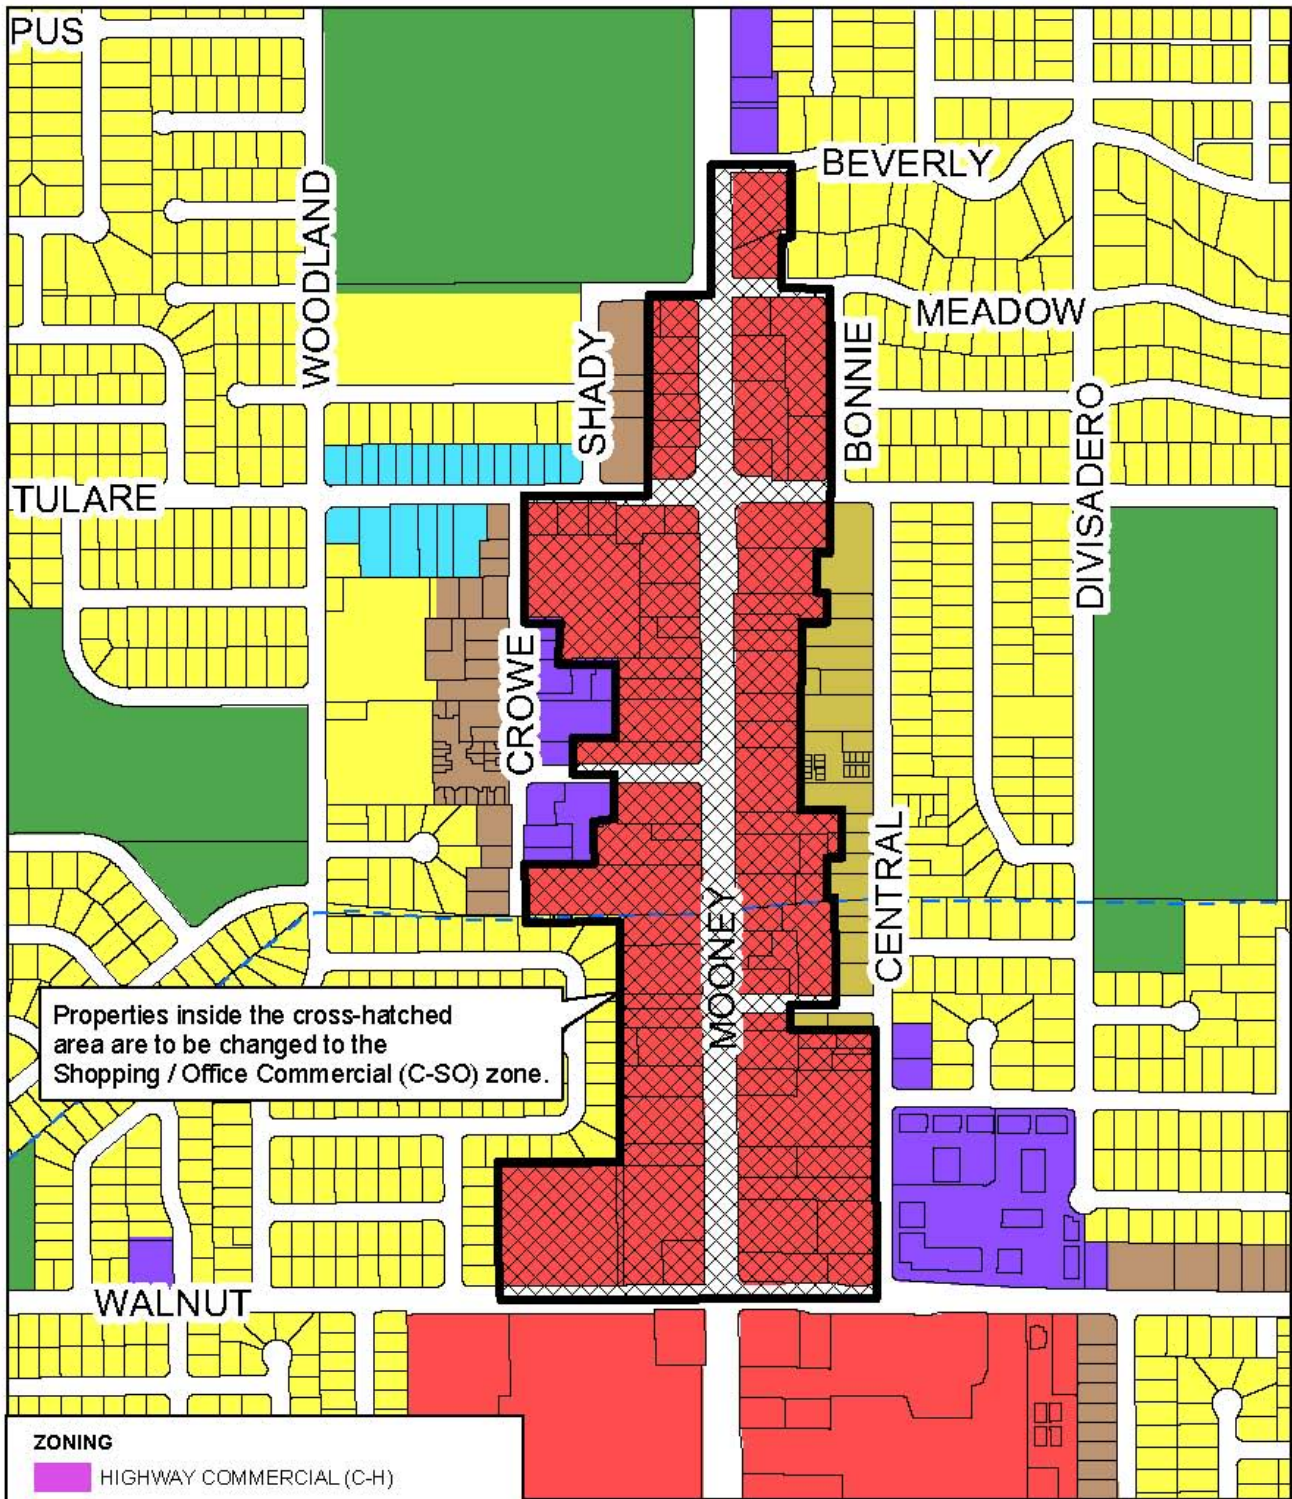 PUS
BEVERLY
WOODLAND
MEADOW
SHADY
BONNIE
DIVISADERO
TULARE
CROWE
CENTRAL
MOONEY
Properties inside the cross-hatched
area are to be changed to the
Shopping / Office Commercial (C-SO) zone.
WALNUT
ZONING
HIGHWAY COMMERCIAL (C-H)